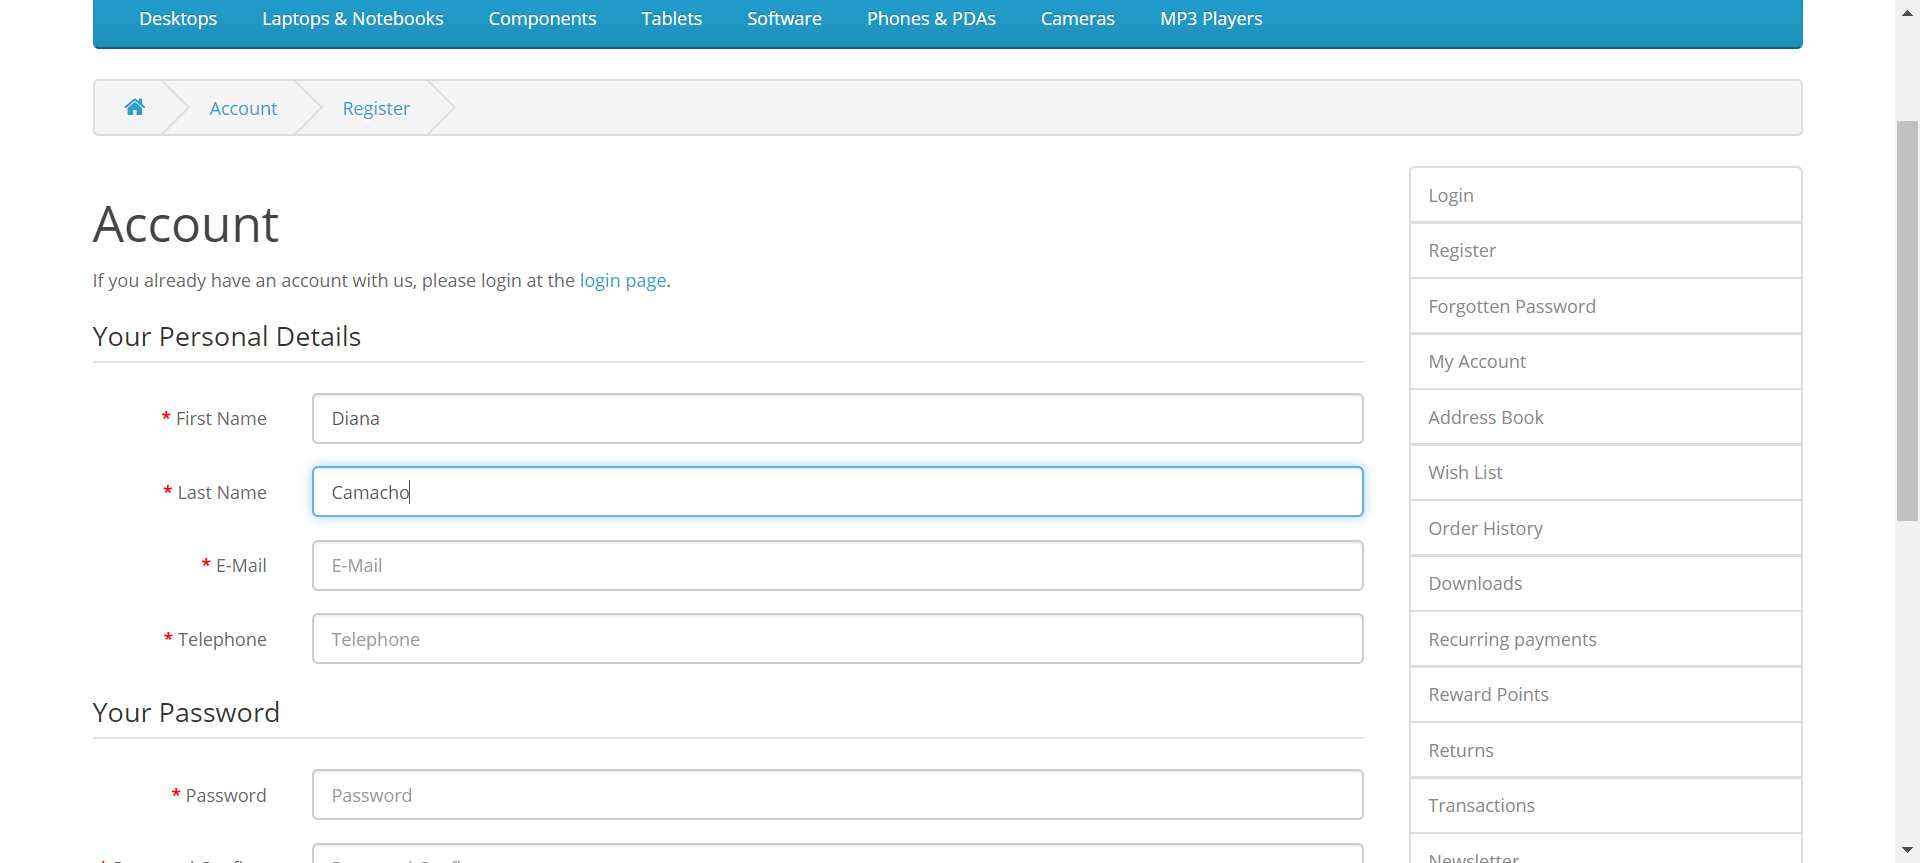 Desktops Laptops & Notebooks Components Tablets Software Phones & PDAs Cameras MP3 Players
Account Register
Account
If you already have an account with us, please login at the login page.
Your Personal Details
* First Name Diana
* Last Name Camacho
* E-Mail E-Mail
* Telephone Telephone
Your Password
* Password Password
Login
Register
Forgotten Password
My Account
Address Book
Wish List
Order History
Downloads
Recurring payments
Reward Points
Returns
Transactions
Newsletter